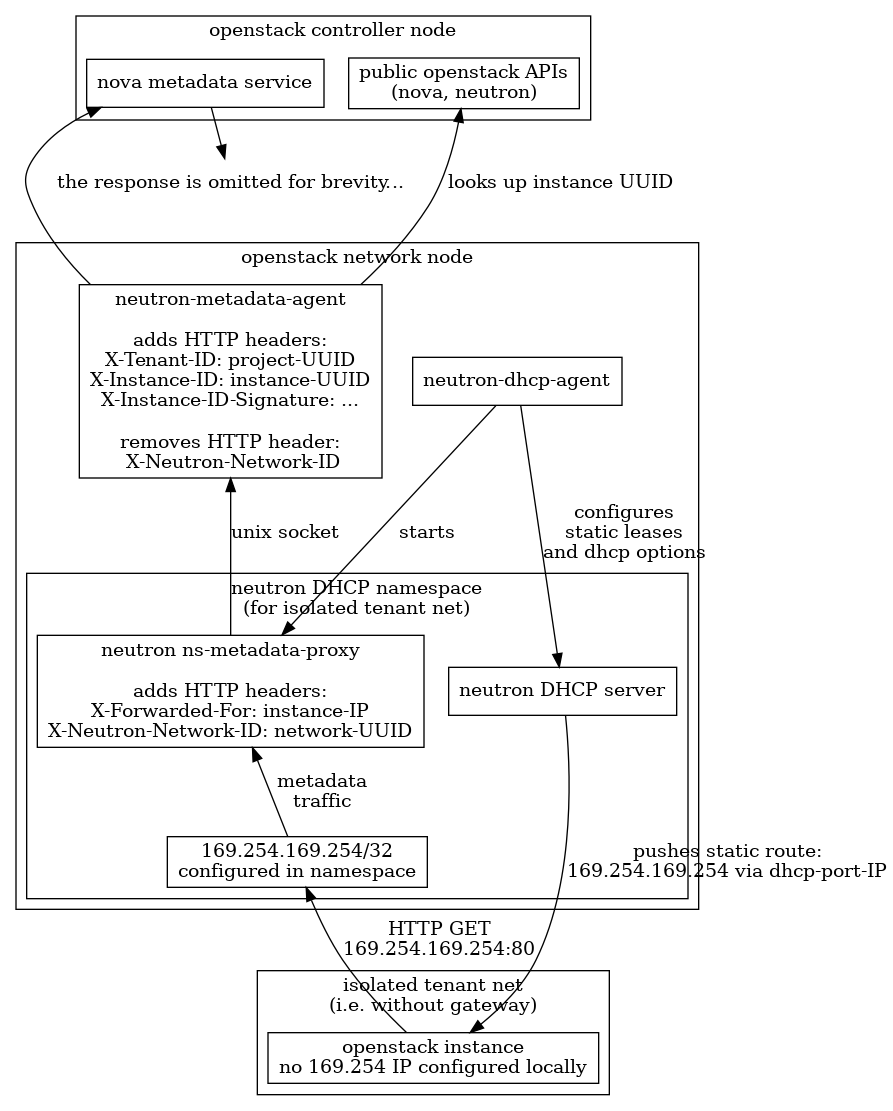 openstack controller node
nova metadata service
public openstack APIs
(nova, neutron)
the response is omitted for brevity...
looks up instance UUID
openstack network node
neutron-metadata-agent
adds HTTP headers:
X-Tenant-ID: project-UUID
X-Instance-ID: instance-UUID
X-Instance-ID-Signature: ...
removes HTTP header:
X-Neutron-Network-ID
neutron-dhcp-agent
unix socket
starts
configures
static leases
and dhcp options
neutron DHCP namespace
(for isolated tenant net)
neutron ns-metadata-proxy
adds HTTP headers:
X-Forwarded-For: instance-IP
X-Neutron-Network-ID: network-UUID
neutron DHCP server
metadata
traffic
169.254.169.254/32
configured in namespace
pushes static route:
169.254.169.254 via dhcp-port-IP
HTTP GET
169.254.169.254:80
isolated tenant net
(i.e. without gateway)
openstack instance
no 169.254 IP configured locally